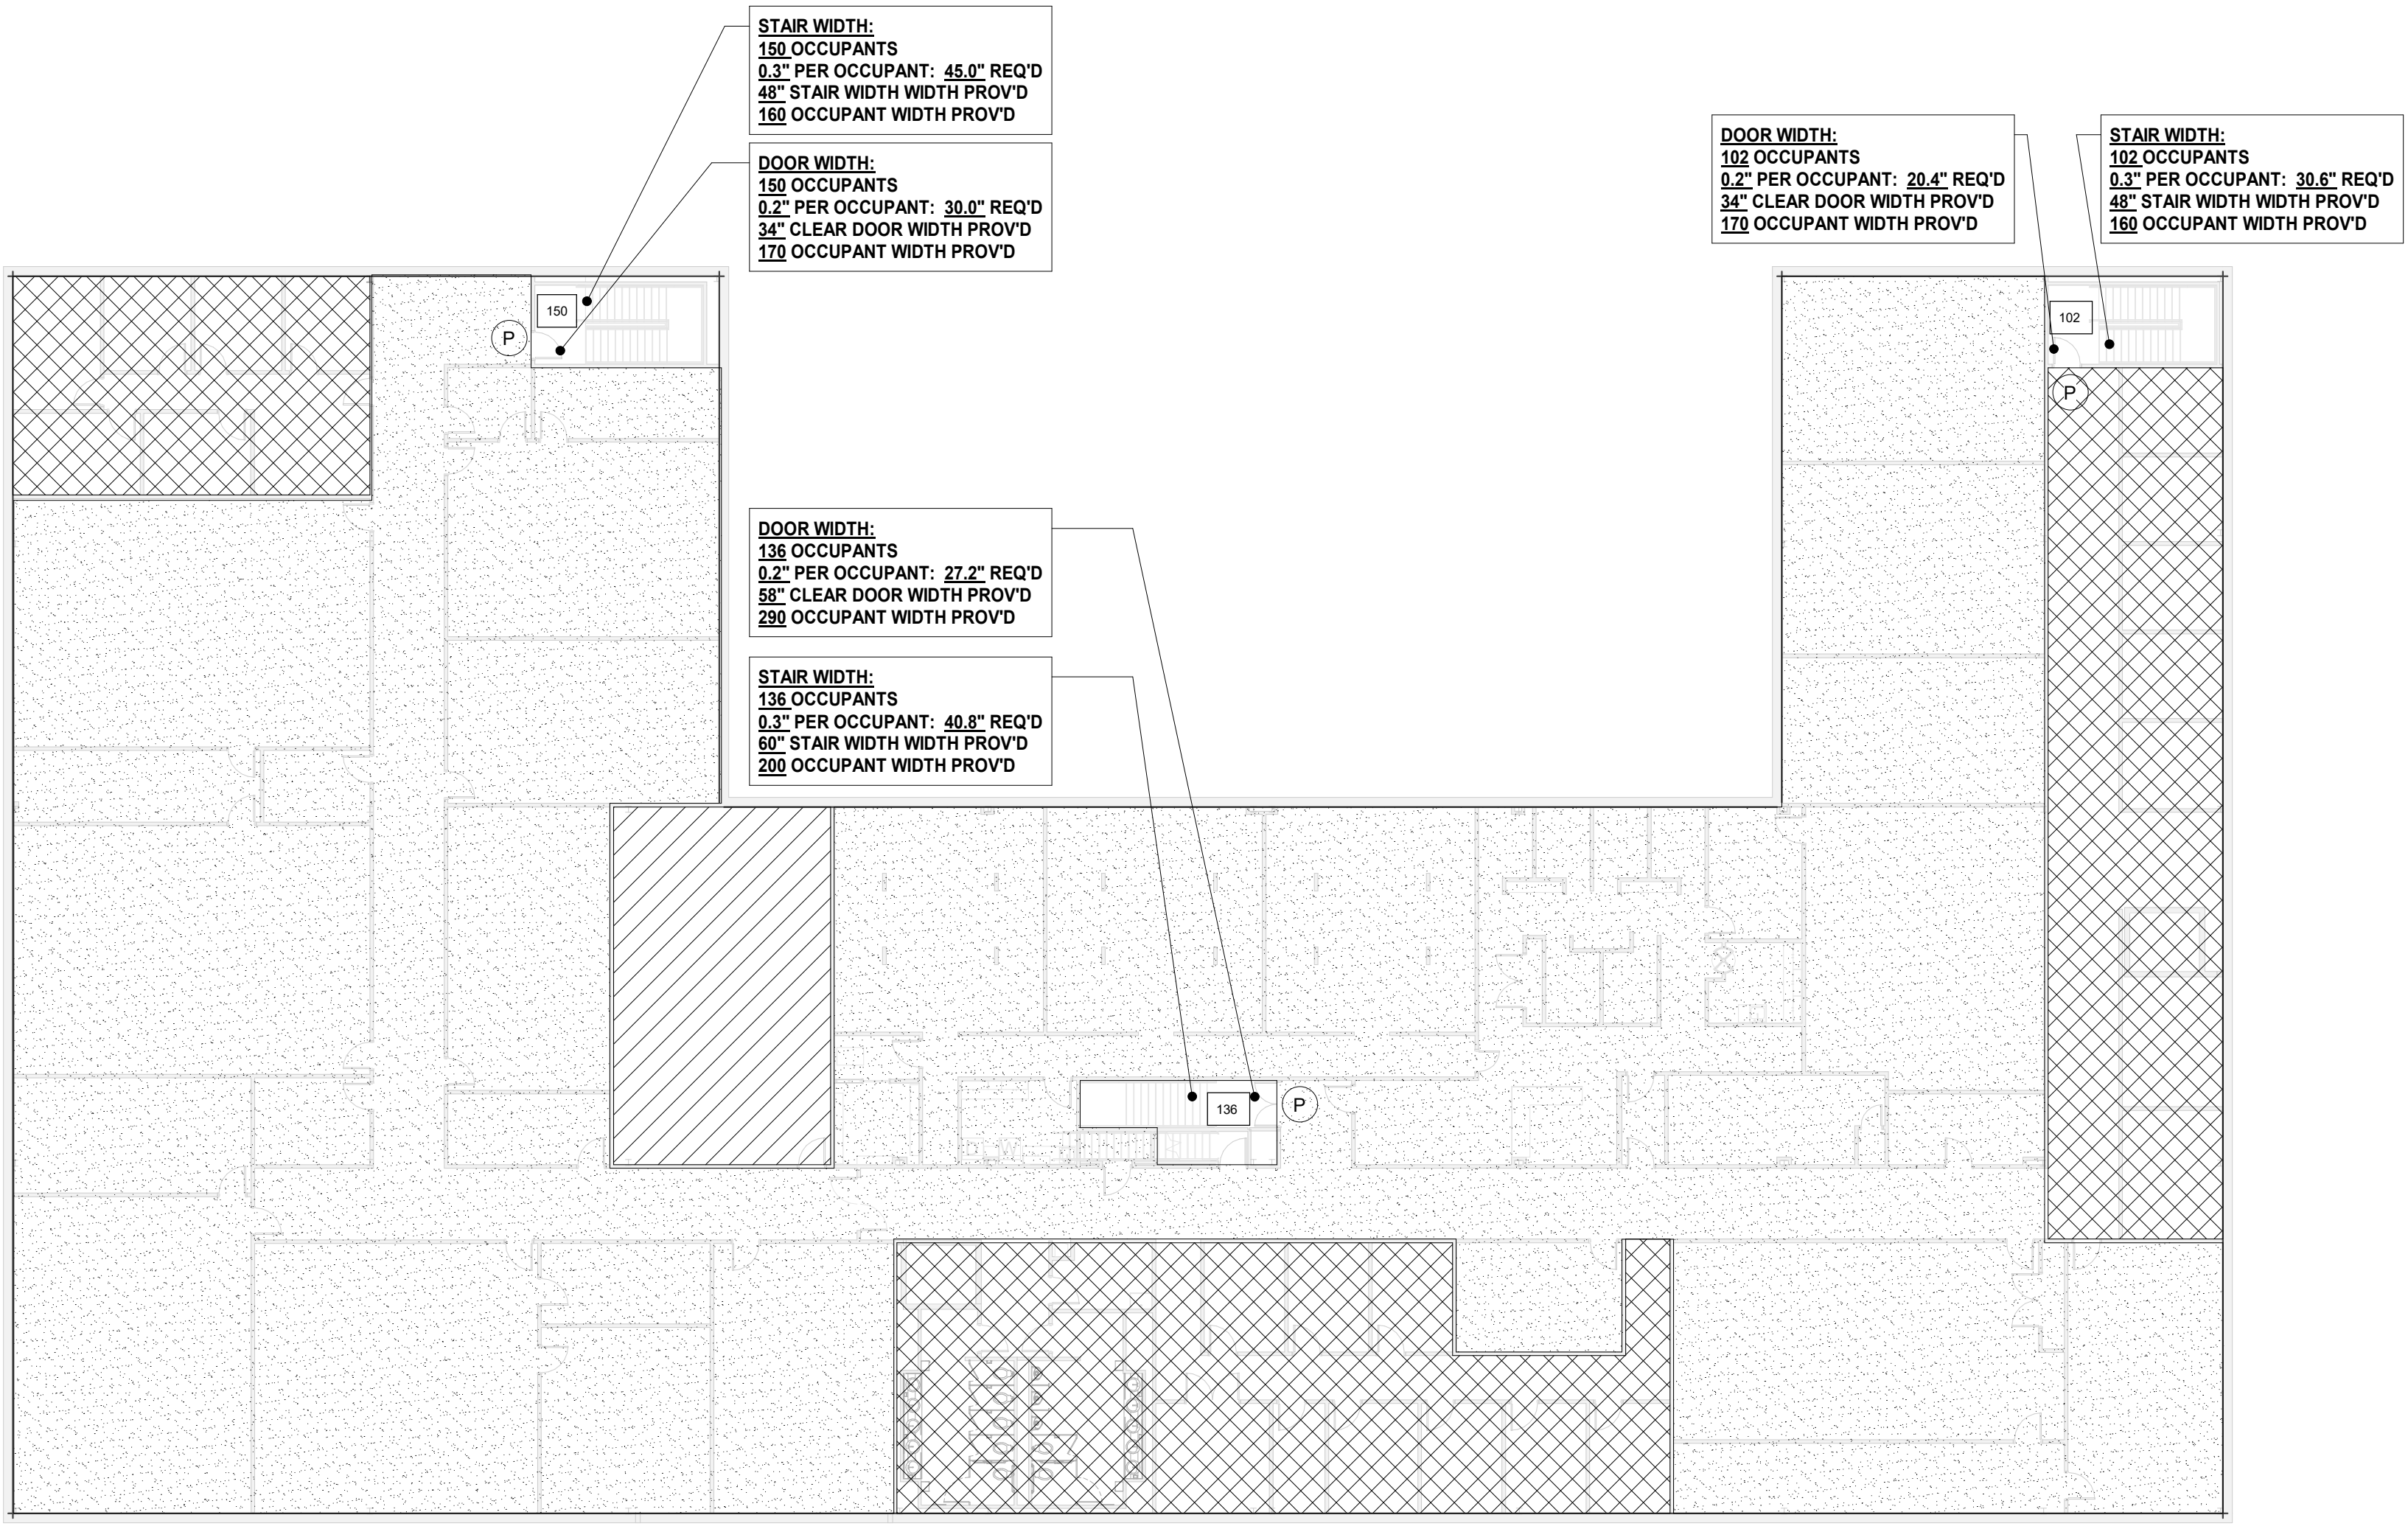 STAIR WIDTH:
150 OCCUPANTS
0.3" PER OCCUPANT: 45.0" REQ'D
48" STAIR WIDTH WIDTH PROV'D
160 OCCUPANT WIDTH PROV'D
DOOR WIDTH:
150 OCCUPANTS
0.2" PER OCCUPANT: 30.0" REQ'D
34" CLEAR DOOR WIDTH PROV'D
170 OCCUPANT WIDTH PROV'D
DOOR WIDTH:
102 OCCUPANTS
0.2" PER OCCUPANT: 20.4" REQ'D
34" CLEAR DOOR WIDTH PROV'D
170 OCCUPANT WIDTH PROV'D
STAIR WIDTH:
102 OCCUPANTS
0.3" PER OCCUPANT: 30.6" REQ'D
48" STAIR WIDTH WIDTH PROV'D
160 OCCUPANT WIDTH PROV'D
150
P
102
P
DOOR WIDTH:
136 OCCUPANTS
0.2" PER OCCUPANT: 27.2" REQ'D
58" CLEAR DOOR WIDTH PROV'D
290 OCCUPANT WIDTH PROV'D
STAIR WIDTH:
136 OCCUPANTS
0.3" PER OCCUPANT: 40.8" REQ'D
60" STAIR WIDTH WIDTH PROV'D
200 OCCUPANT WIDTH PROV'D
136
P